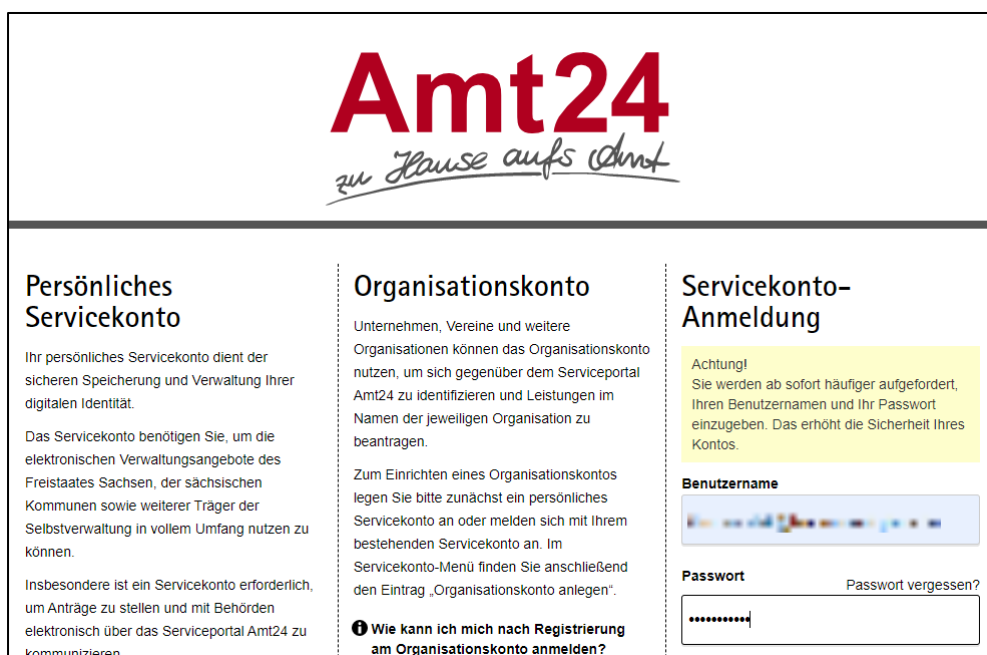 Amt24
zu Hause aufs Amt
Persönliches
Servicekonto
Ihr persönliches Servicekonto dient der
sicheren Speicherung und Verwaltung Ihrer
digitalen Identität.
Das Servicekonto benötigen Sie, um die
elektronischen Verwaltungsangebote des
Freistaates Sachsen, der sächsischen
Kommunen sowie weiterer Träger der
Selbstverwaltung in vollem Umfang nutzen zu
können.
Insbesondere ist ein Servicekonto erforderlich,
um Anträge zu stellen und mit Behörden
elektronisch über das Serviceportal Amt24 zu
kommunizieren
Organisationskonto
Unternehmen, Vereine und weitere
Organisationen können das Organisationskonto
nutzen, um sich gegenüber dem Serviceportal
Amt24 zu identifizieren und Leistungen im
Namen der jeweiligen Organisation zu
beantragen.
Zum Einrichten eines Organisationskontos
legen Sie bitte zunächst ein persönliches
Servicekonto an oder melden sich mit Ihrem
bestehenden Servicekonto an. Im
Servicekonto-Menü finden Sie anschließend
den Eintrag „Organisationskonto anlegen“.
Wie kann ich mich nach Registrierung
am Organisationskonto anmelden?
Servicekonto-
Anmeldung
Achtung!
Sie werden ab sofort häufiger aufgefordert,
Ihren Benutzernamen und Ihr Passwort
einzugeben. Das erhöht die Sicherheit Ihres
Kontos.
Benutzername
Passwort
Passwort vergessen?